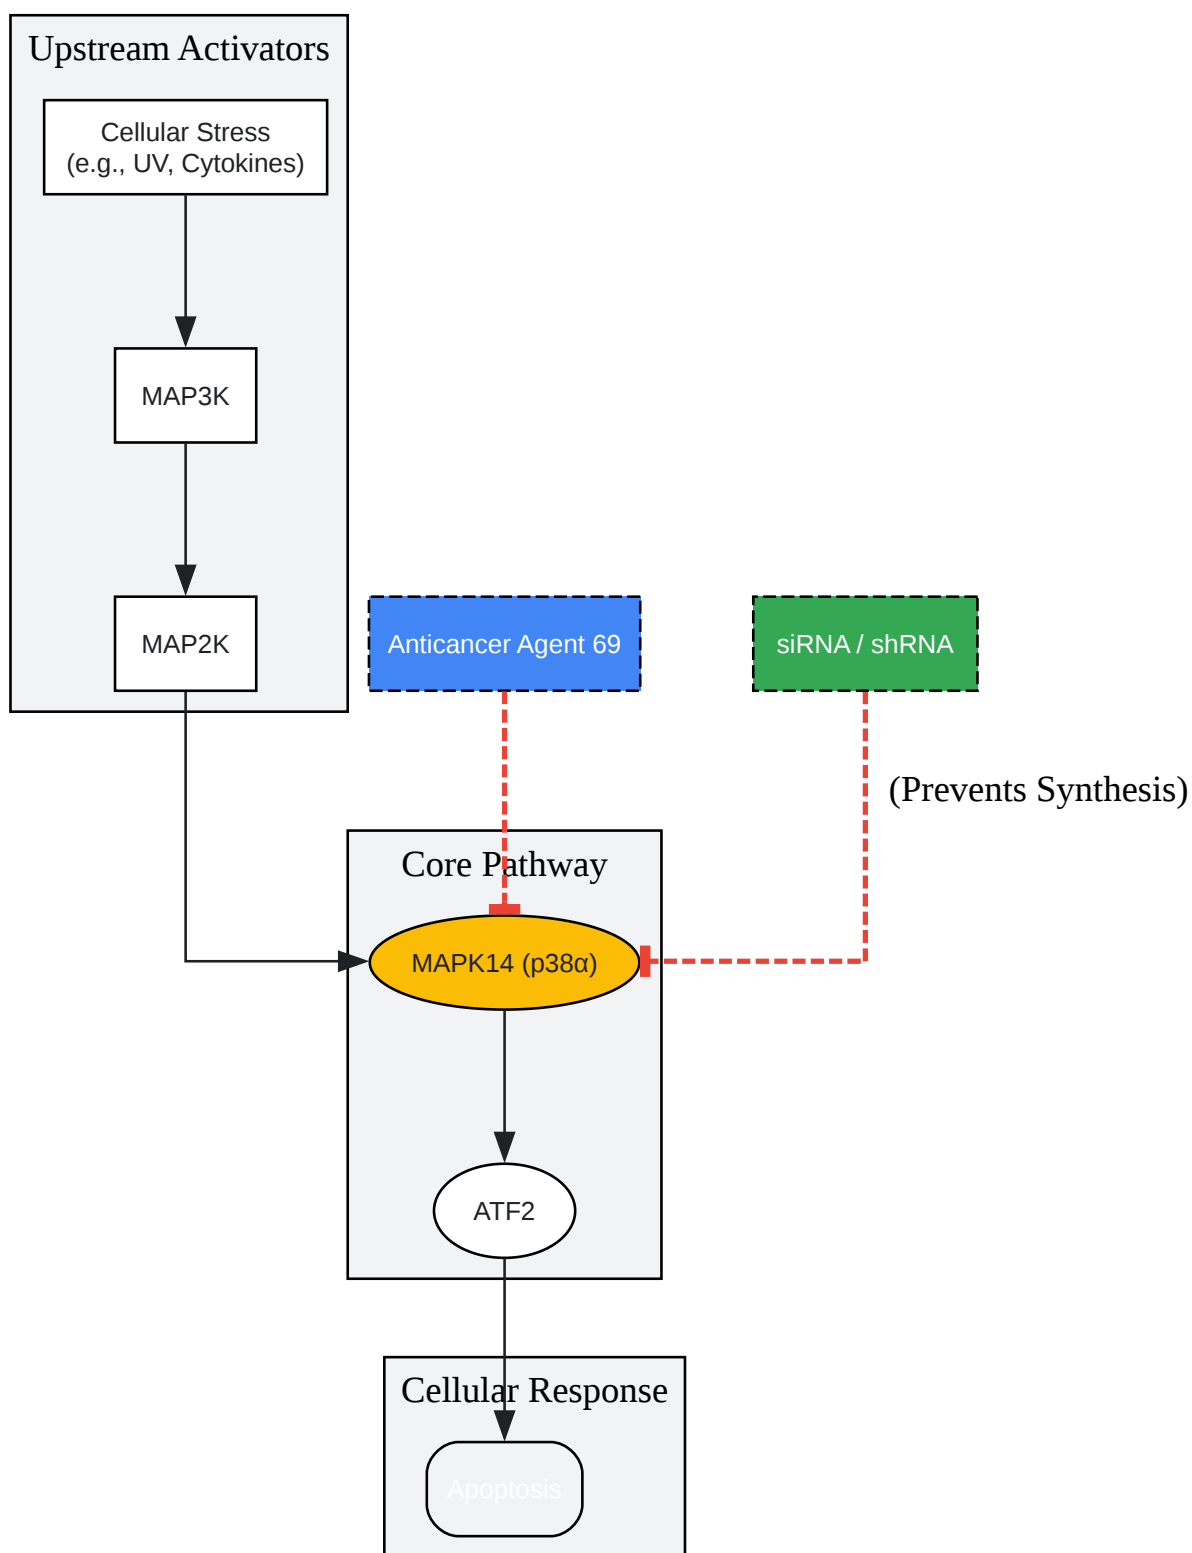 Upstream Activators
Cellular Stress
(e.g., UV, Cytokines)
MAP3K
MAP2K
Anticancer Agent 69
siRNA / shRNA
(Prevents Synthesis)
Core Pathway
MAPK14 (p38α)
ATF2
Cellular Response
Apoptosis